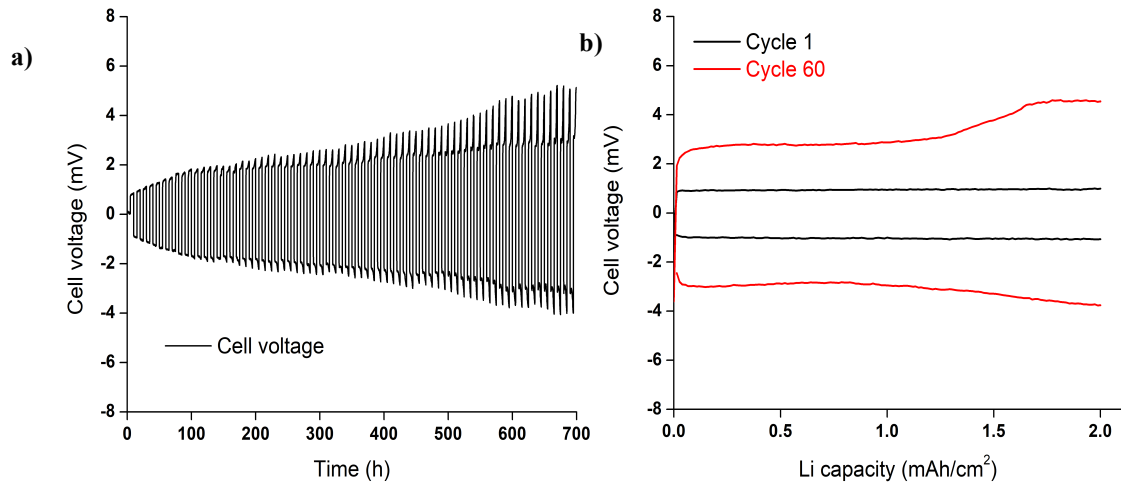 a)
8
6
4
2
0
-2
-4
-6
-8
Cell voltage (mV)
Cell voltage
0 100 200 300 400 500 600 700
Time (h)
b)
8
6
4
2
0
-2
-4
-6
-8
Cell voltage (mV)
Cycle 1
Cycle 60
0.0 0.5 1.0 1.5 2.0
Li capacity (mAh/cm²)